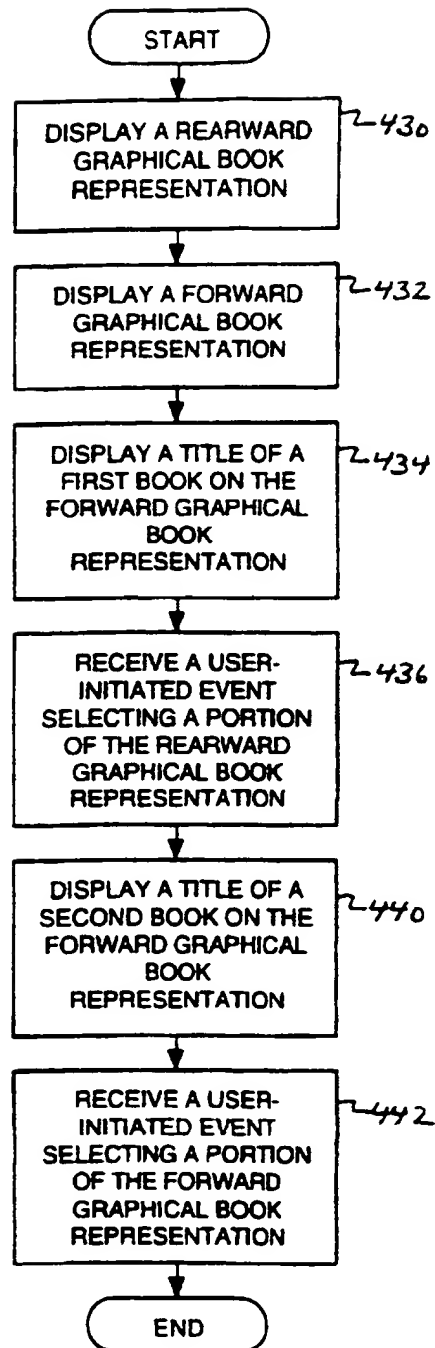 START
DISPLAY A REARWARD
GRAPHICAL BOOK
REPRESENTATION
430
DISPLAY A FORWARD
GRAPHICAL BOOK
REPRESENTATION
432
DISPLAY A TITLE OF A
FIRST BOOK ON THE
FORWARD GRAPHICAL
BOOK
REPRESENTATION
434
RECEIVE A USER-
INITIATED EVENT
SELECTING A PORTION
OF THE REARWARD
GRAPHICAL BOOK
REPRESENTATION
436
DISPLAY A TITLE OF A
SECOND BOOK ON THE
FORWARD GRAPHICAL
BOOK
REPRESENTATION
440
RECEIVE A USER-
INITIATED EVENT
SELECTING A PORTION
OF THE FORWARD
GRAPHICAL BOOK
REPRESENTATION
442
END